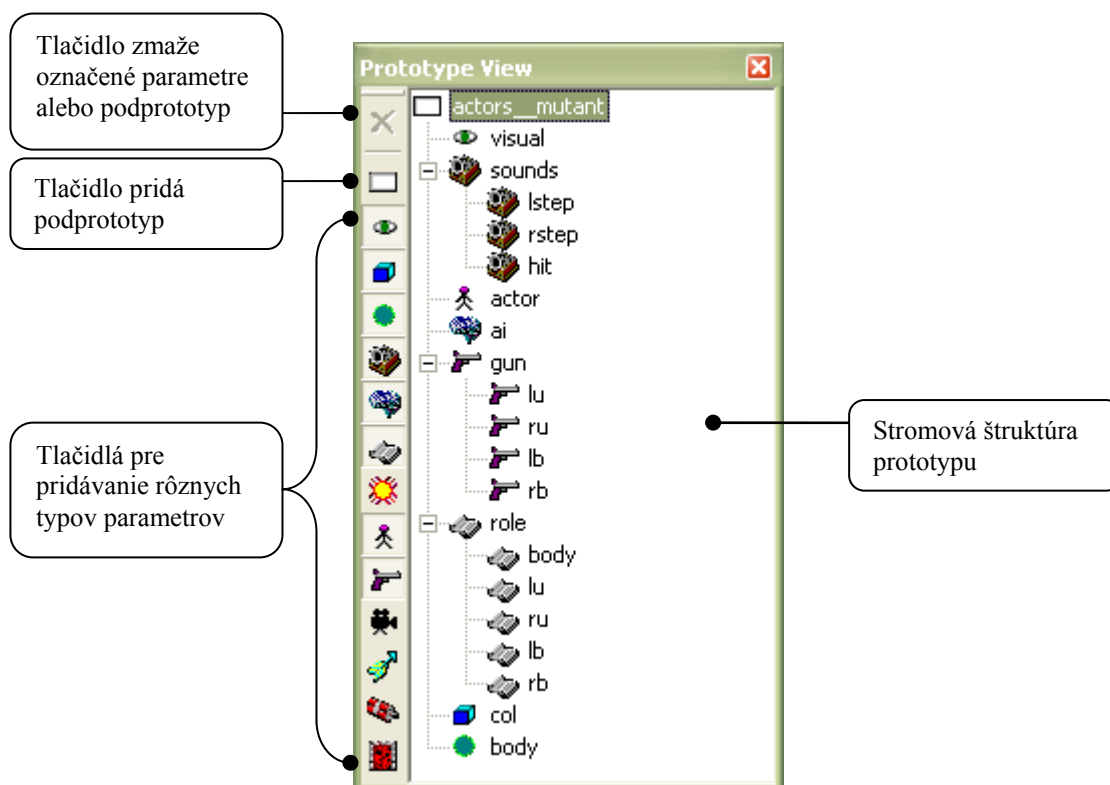 Tlačidlo zmaže
označené parametre
alebo podprototyp
Tlačidlo pridá
podprototyp
Tlačidlá pre
pridávanie rôznych
typov parametrov
Prototype View
actors__mutant
visual
sounds
lstep
rstep
hit
actor
ai
gun
lu
ru
lb
rb
role
body
lu
ru
lb
rb
col
body
Stromová štruktúra
prototypu